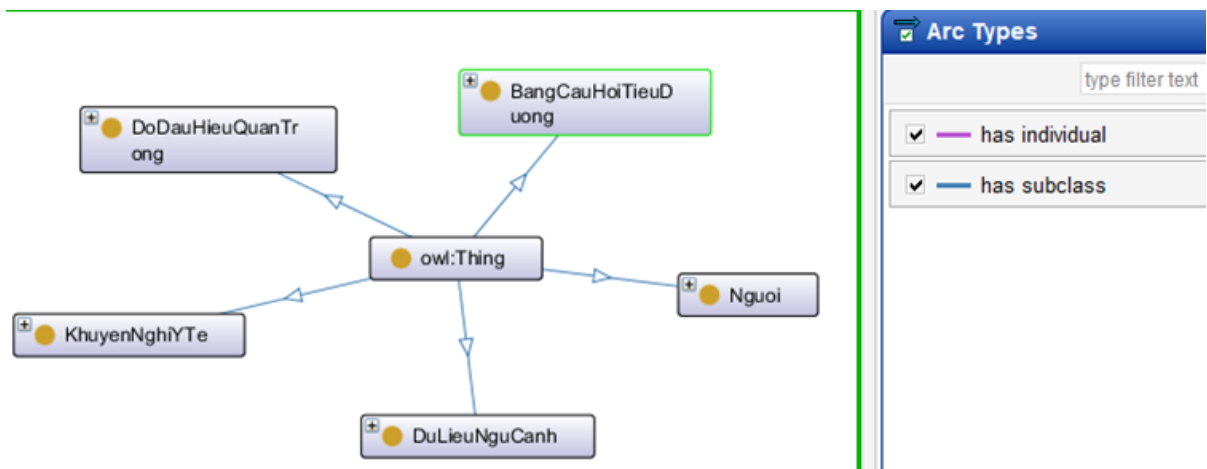 BangCauHoiTieuD
uong
DoDauHieuQuanTr
ong
owl:Thing
Nguoi
KhuyenNghiYTe
DuLieuNguCanh
Arc Types
type filter text
has individual
has subclass